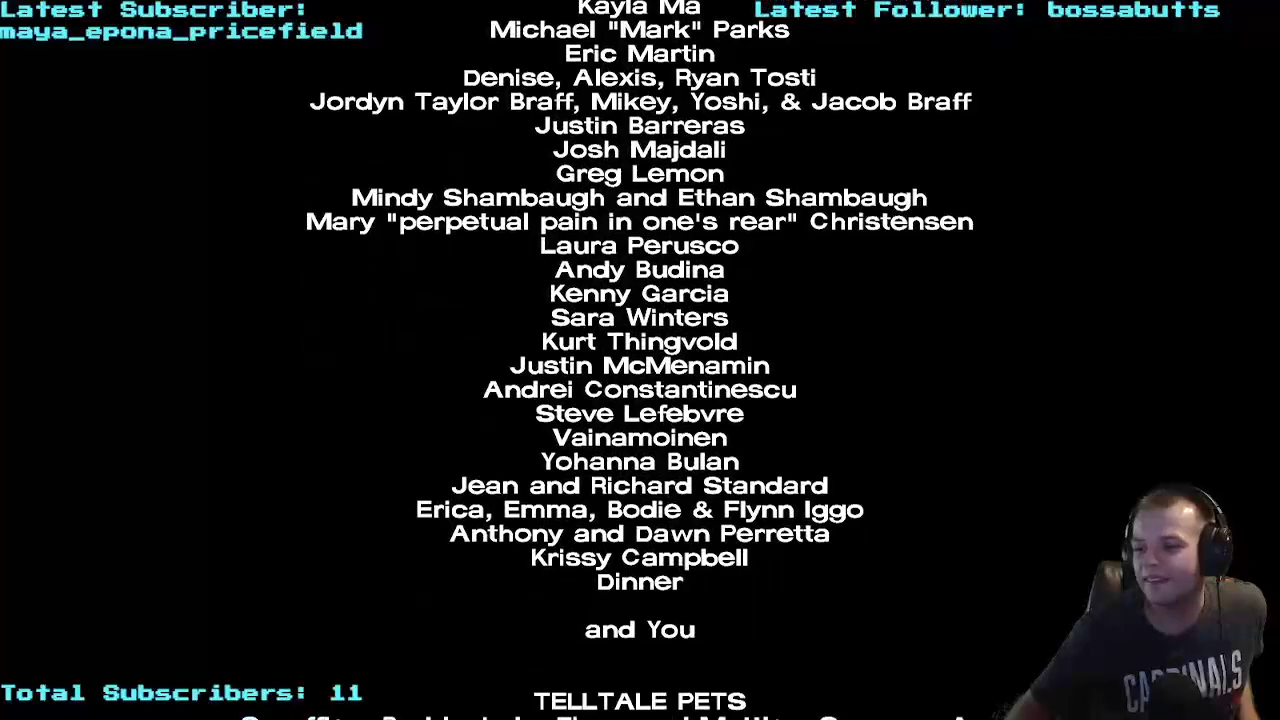 Latest Subscriber:
maya_epona_pricefield
Latest Follower: bossabutts
Kayla Ma
Michael "Mark" Parks
Eric Martin
Denise, Alexis, Ryan Tosti
Jordyn Taylor Braff, Mikey, Yoshi, & Jacob Braff
Justin Barreras
Josh Majdali
Greg Lemon
Mindy Shambaugh and Ethan Shambaugh
Mary "perpetual pain in one's rear" Christensen
Laura Perusco
Andy Budina
Kenny Garcia
Sara Winters
Kurt Thingvold
Justin McMenamin
Andrei Constantinescu
Steve Lefebvre
Vainamoinen
Yohanna Bulan
Jean and Richard Standard
Erica, Emma, Bodie & Flynn Iggo
Anthony and Dawn Perretta
Krissy Campbell
Dinner
and You
Total Subscribers: 11
TELLTALE PETS
CARDINALS